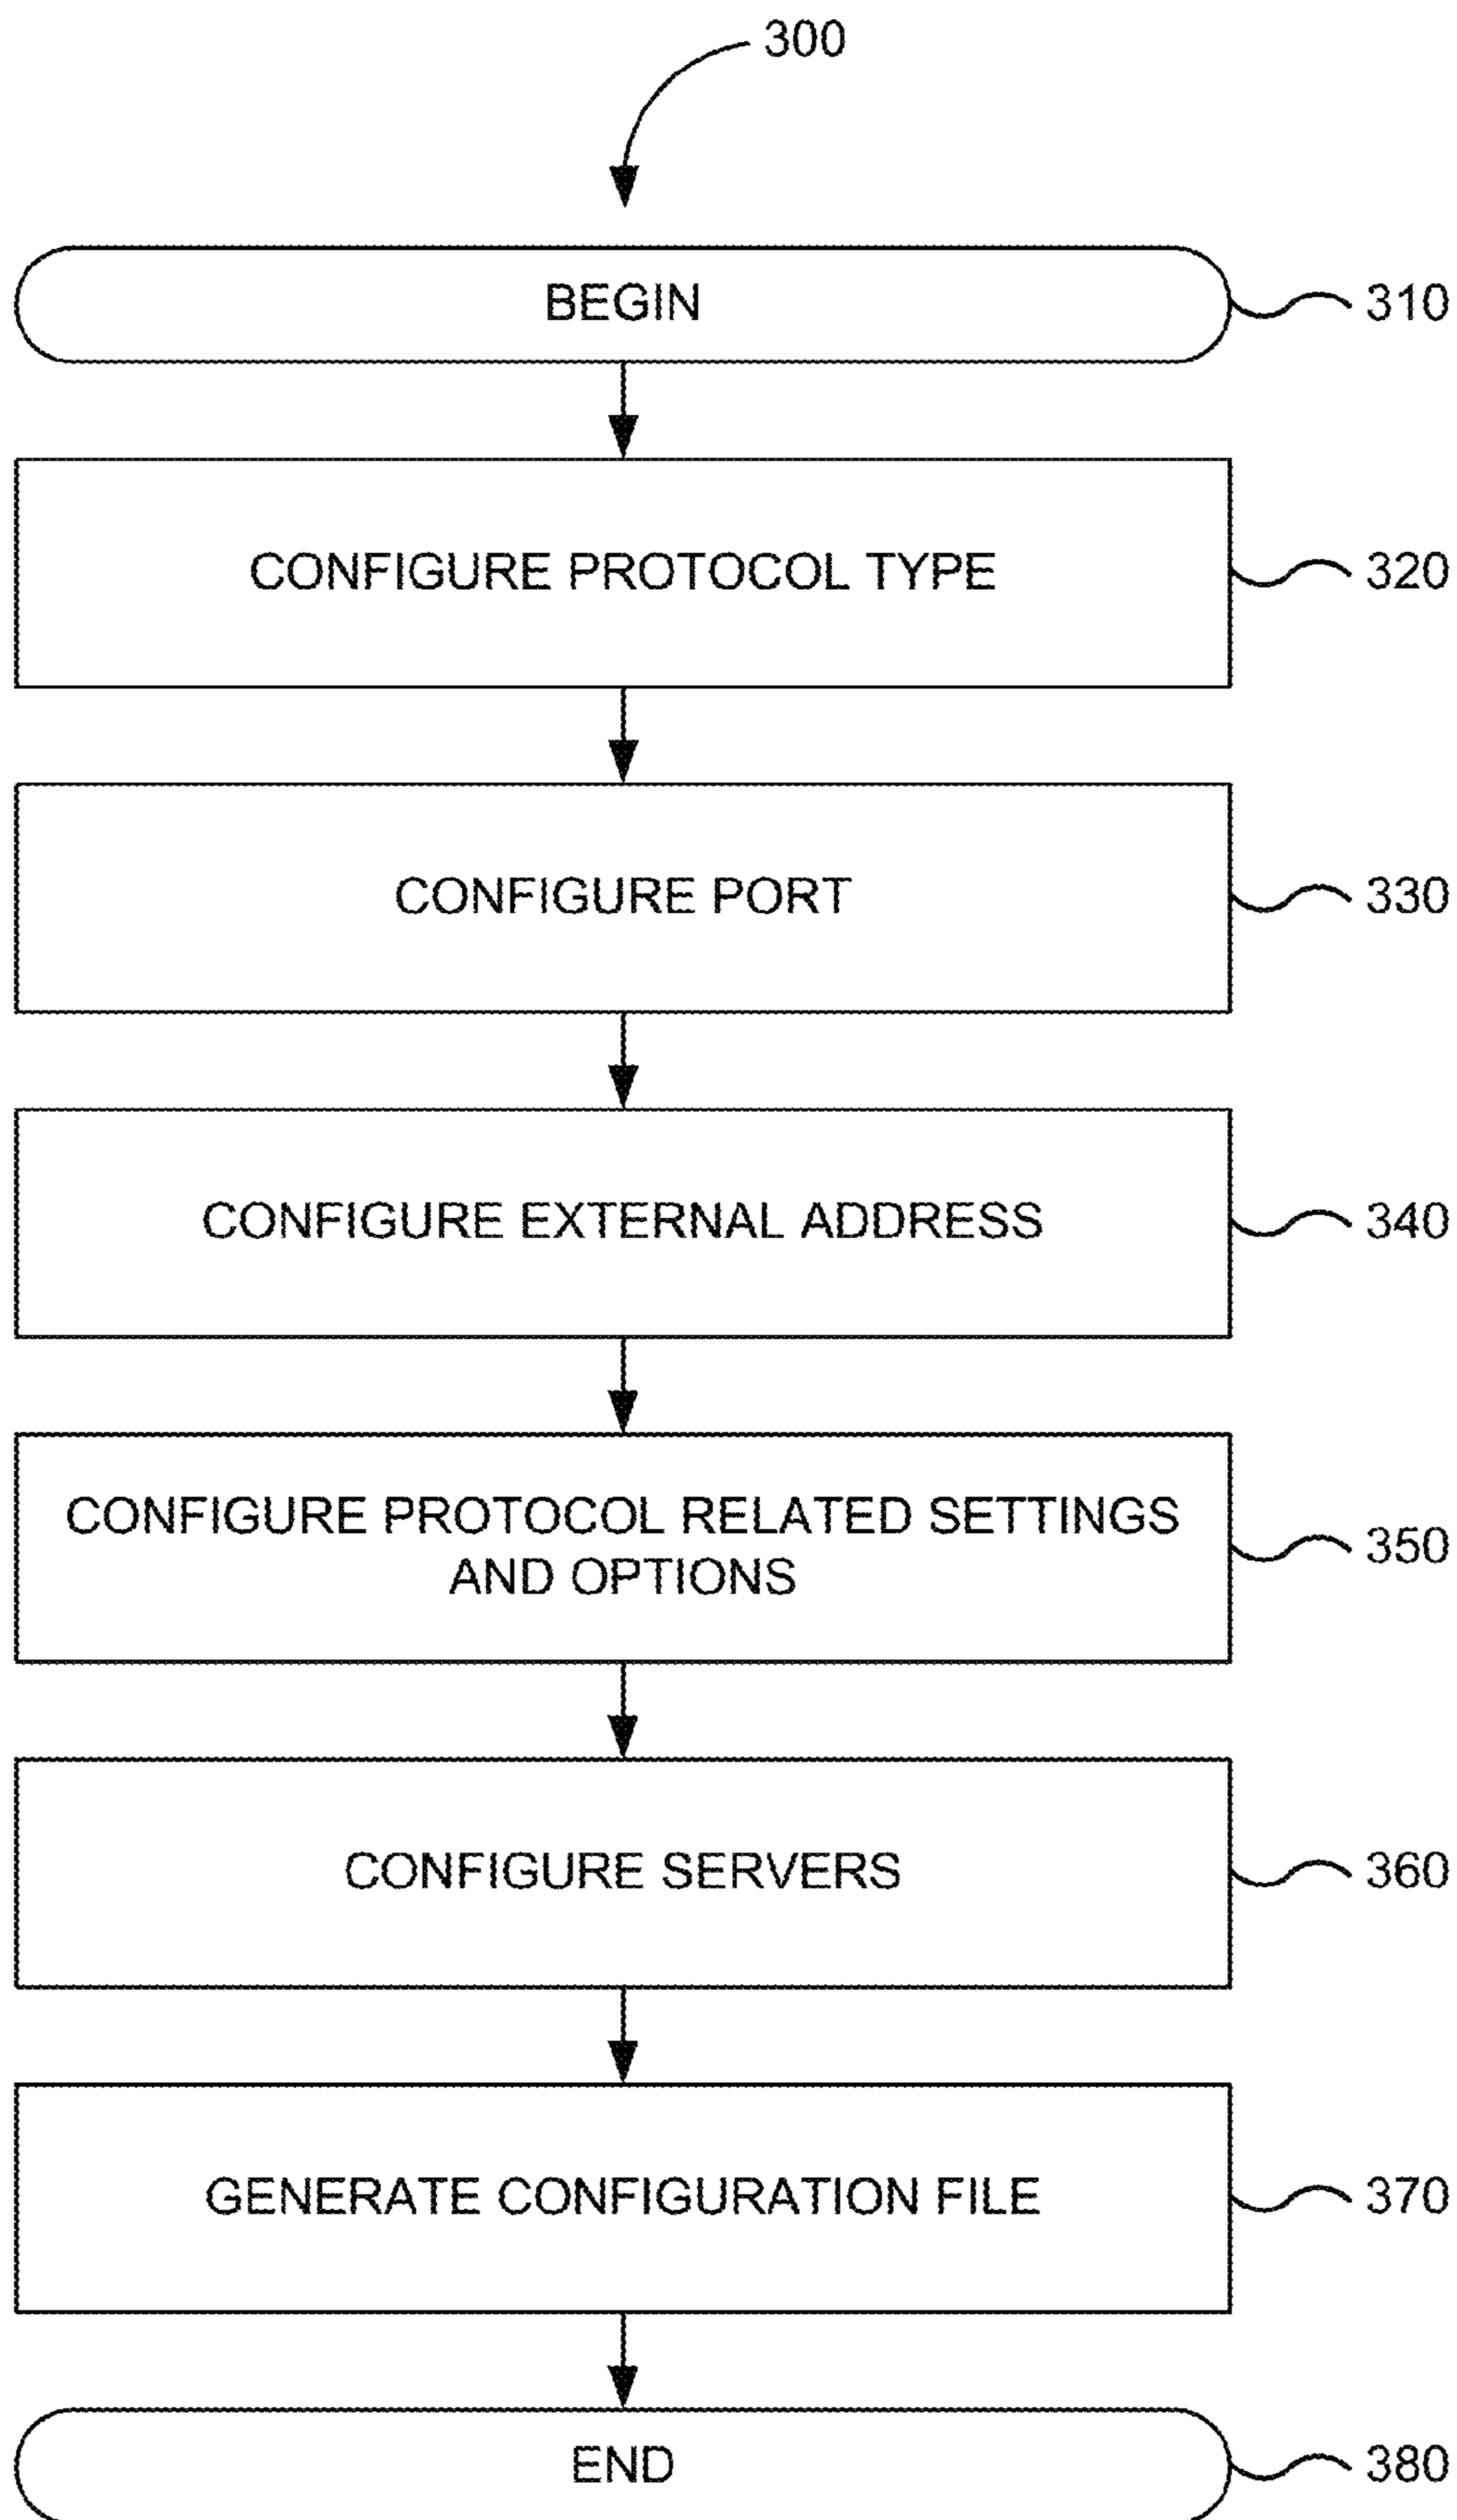 300
BEGIN
310
CONFIGURE PROTOCOL TYPE
320
CONFIGURE PORT
330
CONFIGURE EXTERNAL ADDRESS
340
CONFIGURE PROTOCOL RELATED SETTINGS
AND OPTIONS
350
CONFIGURE SERVERS
360
GENERATE CONFIGURATION FILE
370
END
380